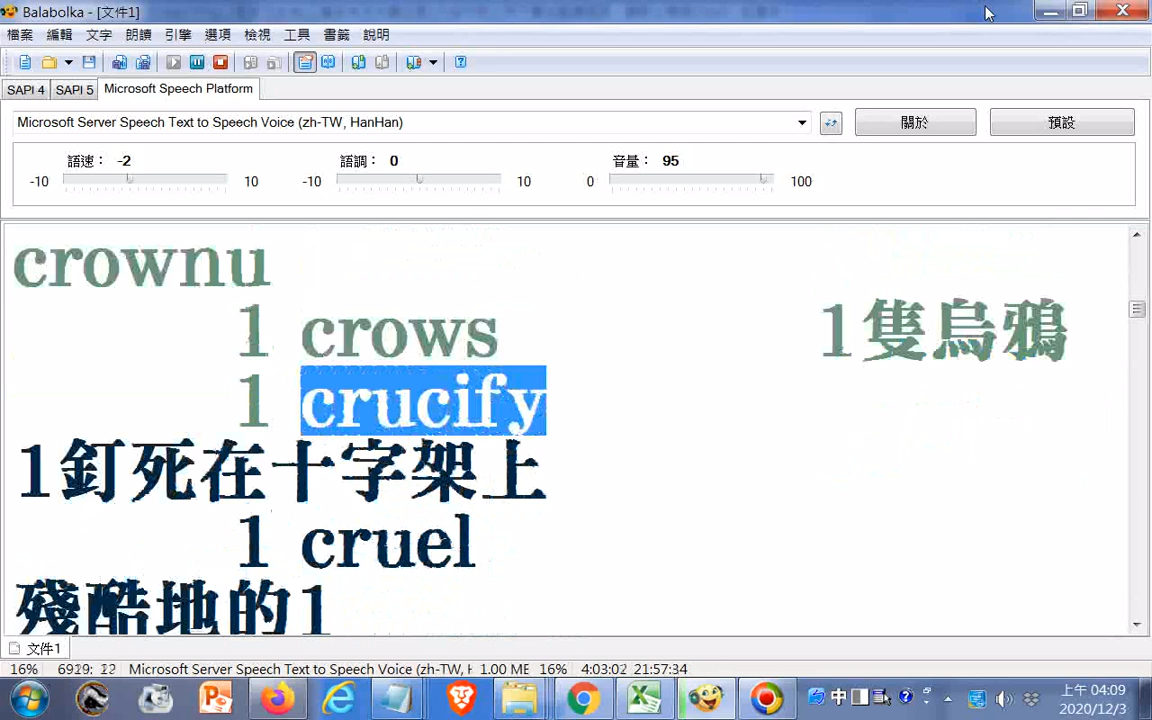 Balabolka - [文件1]
檔案 編輯 文字 朗讀 引擎 選項 檢視 工具 書籤 說明
SAPI 4 SAPI 5 Microsoft Speech Platform
Microsoft Server Speech Text to Speech Voice (zh-TW, HanHan) 關於 預設
語速： -2 語調： 0 音量： 95
-10 10 -10 10 0 100
crownu
1 crows 1隻烏鴉
1 crucify
1釘死在十字架上
1 cruel
殘酷地的1
文件1
16% 6929: 22 Microsoft Server Speech Text to Speech Voice (zh-TW, 1.00 ME 16% 4:03:02 21:57:34
中 上午 04:09
2020/12/3